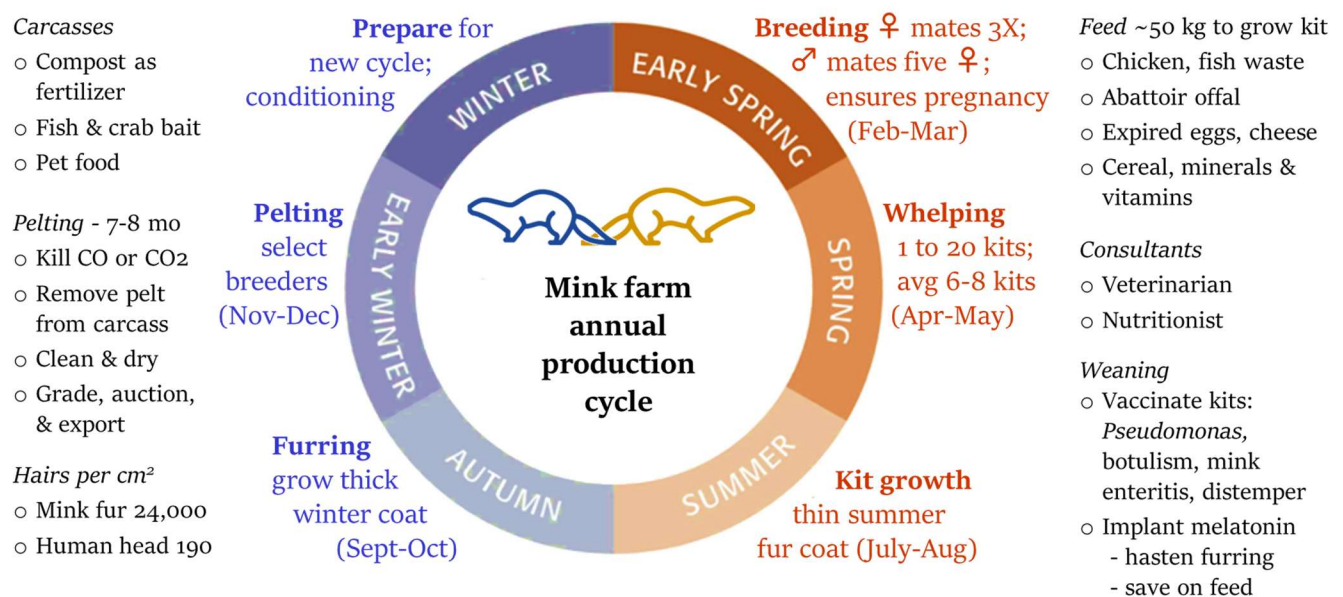 Carcasses
○ Compost as
fertilizer
○ Fish & crab bait
○ Pet food
Pelting - 7-8 mo
○ Kill CO or CO2
○ Remove pelt
from carcass
○ Clean & dry
○ Grade, auction,
& export
Hairs per cm²
○ Mink fur 24,000
○ Human head 190
Prepare for
new cycle;
conditioning
Pelting
select
breeders
(Nov-Dec)
Furring
grow thick
winter coat
(Sept-Oct)
WINTER
EARLY SPRING
SPRING
SUMMER
AUTUMN
EARLY WINTER
Mink farm
annual
production
cycle
Breeding ♀ mates 3X;
♂ mates five ♀;
ensures pregnancy
(Feb-Mar)
Whelping
1 to 20 kits;
avg 6-8 kits
(Apr-May)
Kit growth
thin summer
fur coat (July-Aug)
Feed ~50 kg to grow kit
○ Chicken, fish waste
○ Abattoir offal
○ Expired eggs, cheese
○ Cereal, minerals &
vitamins
Consultants
○ Veterinarian
○ Nutritionist
Weaning
○ Vaccinate kits:
Pseudomonas,
botulism, mink
enteritis, distemper
○ Implant melatonin
- hasten furring
- save on feed